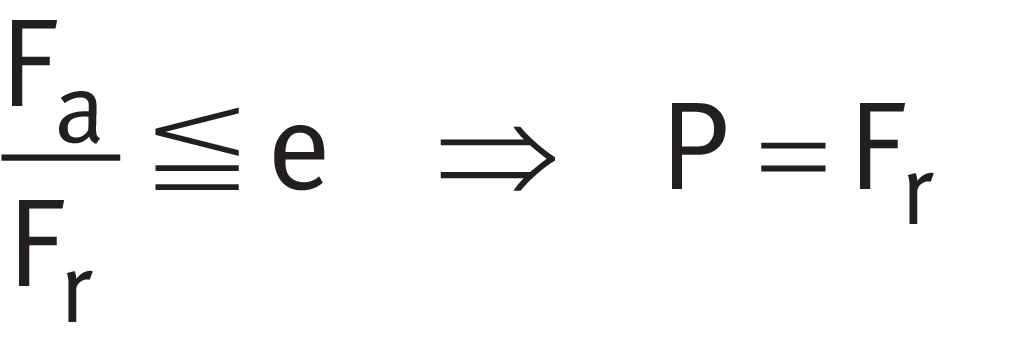 Fₐ/Fᵣ ≦ e ⇒ P = Fᵣ